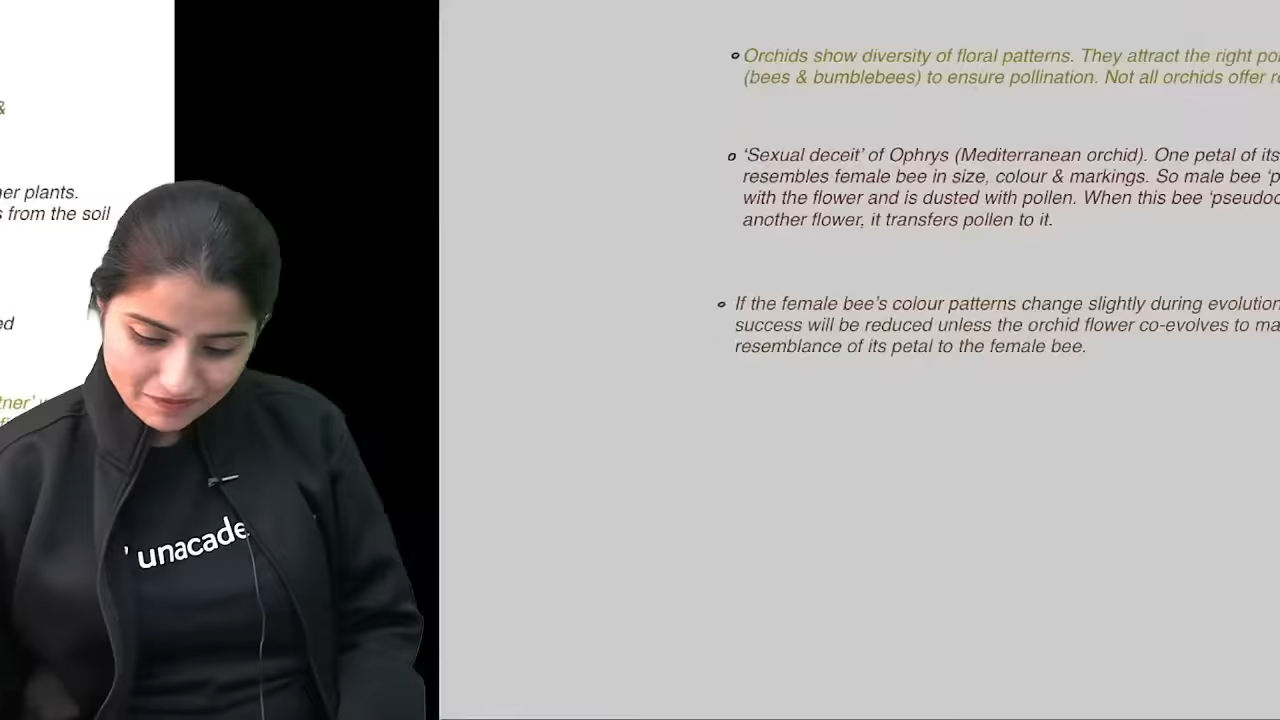 &
er plants.
from the soil
ed
tner'
unacade
Orchids show diversity of floral patterns. They attract the right
(bees & bumblebees) to ensure pollination. Not all orchids offer
'Sexual deceit' of Ophrys (Mediterranean orchid). One petal of its
resembles female bee in size, colour & markings. So male bee
with the flower and is dusted with pollen. When this bee
another flower, it transfers pollen to it.
If the female bee's colour patterns change slightly during evolution
success will be reduced unless the orchid flower co-evolves to
resemblance of its petal to the female bee.